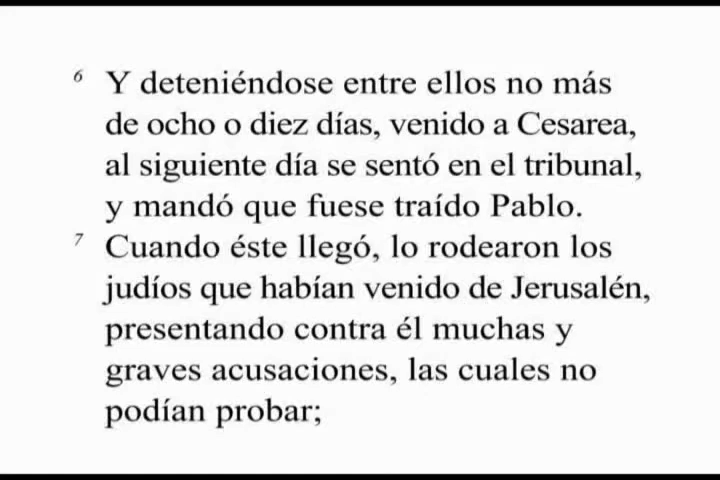 6 Y deteniéndose entre ellos no más
de ocho o diez días, venido a Cesarea,
al siguiente día se sentó en el tribunal,
y mandó que fuese traído Pablo.
7 Cuando éste llegó, lo rodearon los
judíos que habían venido de Jerusalén,
presentando contra él muchas y
graves acusaciones, las cuales no
podían probar;